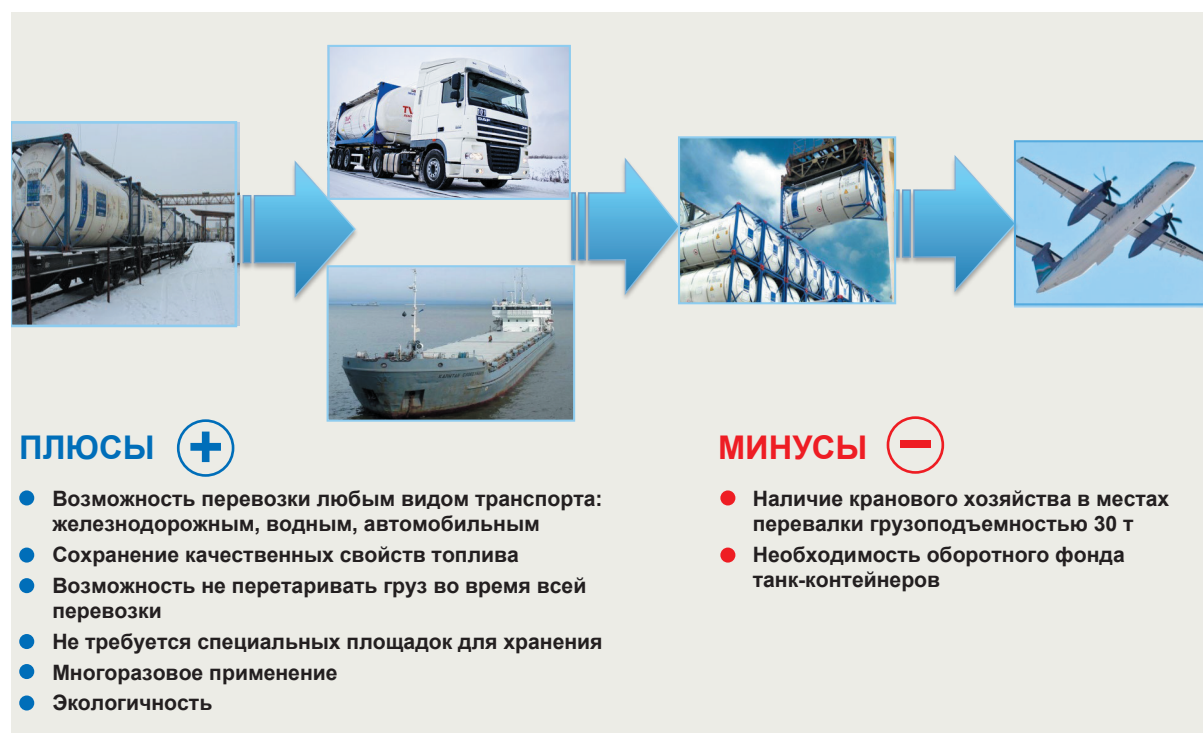 ПЛЮСЫ
Возможность перевозки любым видом транспорта:
железнодорожным, водным, автомобильным
Сохранение качественных свойств топлива
Возможность не перетаривать груз во время всей
перевозки
Не требуется специальных площадок для хранения
Многоразовое применение
Экологичность
МИНУСЫ
Наличие кранового хозяйства в местах
перевалки грузоподъемностью 30 т
Необходимость оборотного фонда
танк-контейнеров